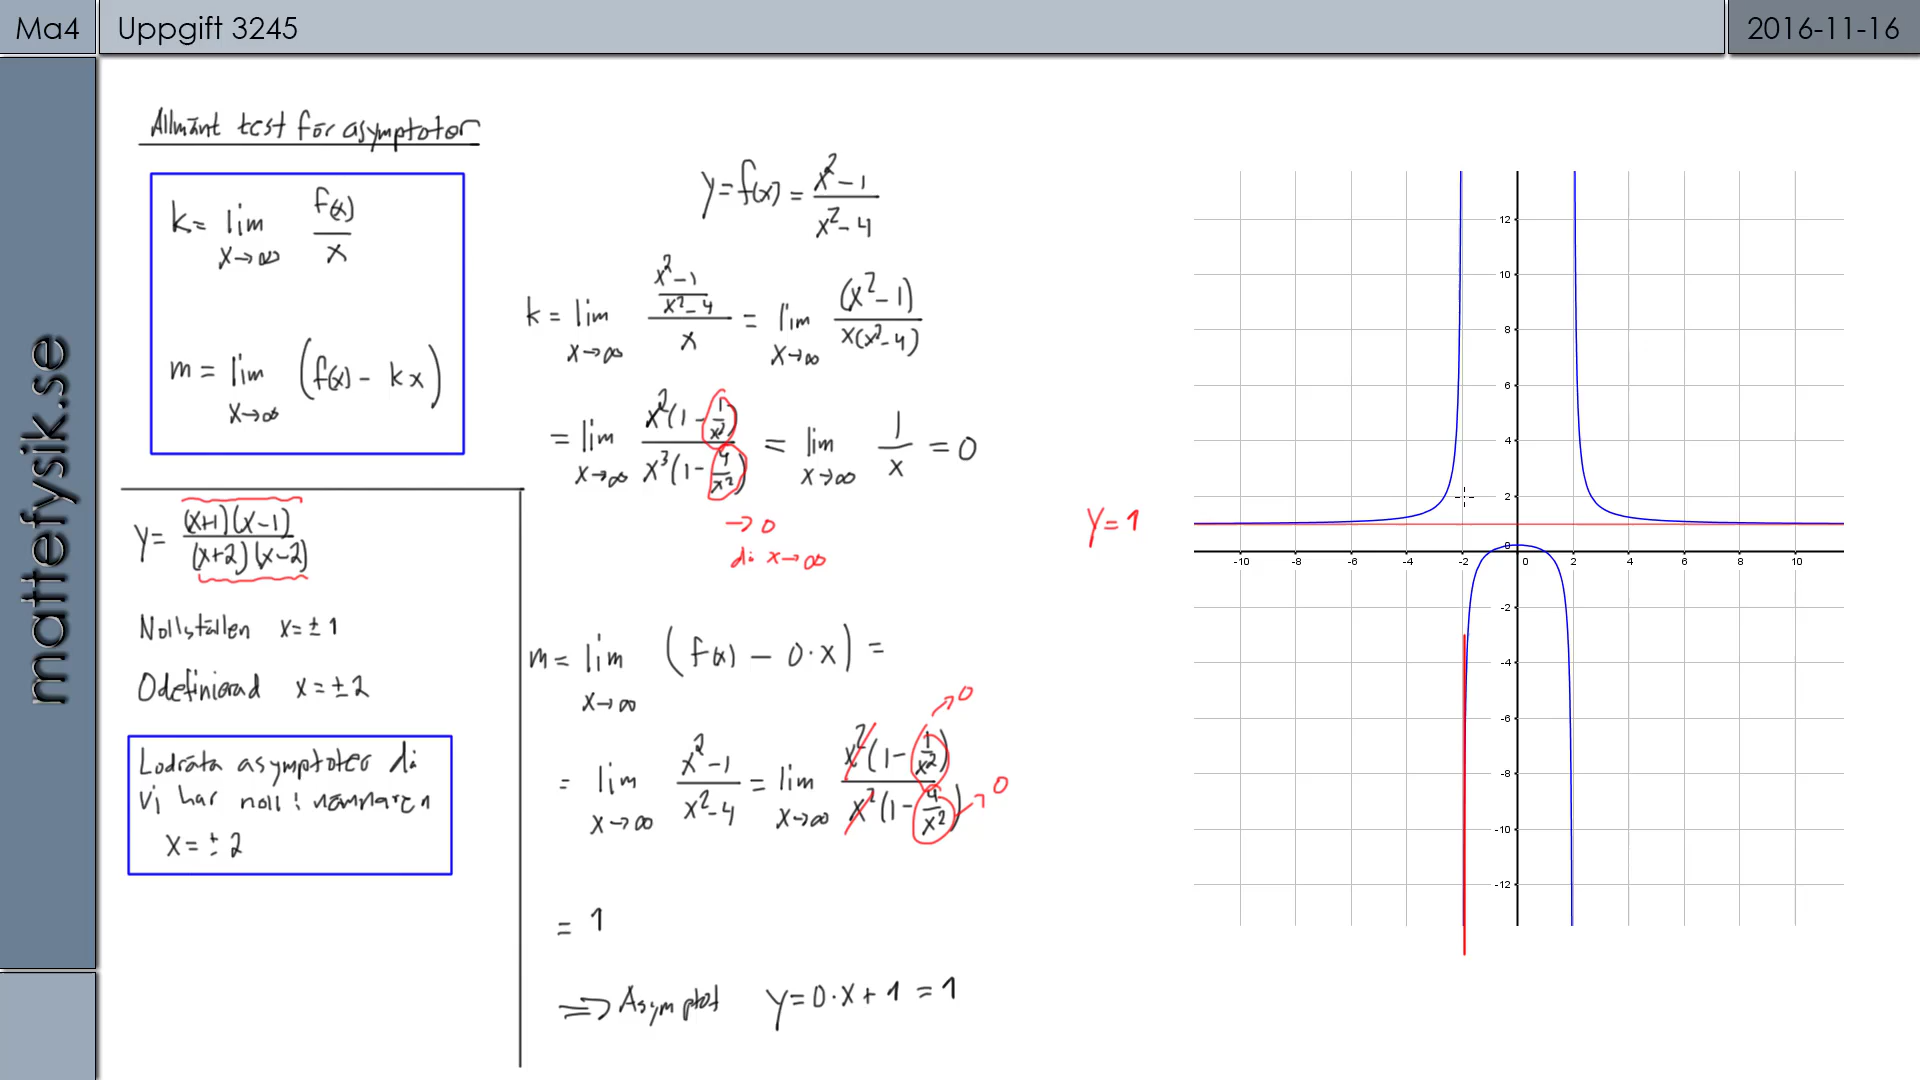 Ma4
Uppgift 3245
2016-11-16
mattefysik.se
Allmänt test för asymptoter
k = lim x→∞ f(x)/x
m = lim x→∞ (f(x) - kx)
y = (x+1)(x-1)/(x+2)(x-2)
Nollställen x = ±1
Odefinierad x = ±2
Lodräta asymptoter då
vi har noll i nämnaren
x = ±2
y = f(x) = x²-1/x²-4
k = lim x→∞ x²-1/x²-4/x = lim x→∞ (x²-1)/x(x²-4)
= lim x→∞ x²(1-1/x²)/x³(1-4/x²) = lim x→∞ 1/x = 0
→ 0
då x→∞
m = lim x→∞ (f(x) - 0·x) =
= lim x→∞ x²-1/x²-4 = lim x→∞ x²(1-1/x²)/x²(1-4/x²) → 0 → 0
= 1
⇒ Asymptot y = 0·x + 1 = 1
y = 1
12
10
8
6
4
2
0
-2
-4
-6
-8
-10
-12
-10 -8 -6 -4 -2 0 2 4 6 8 10